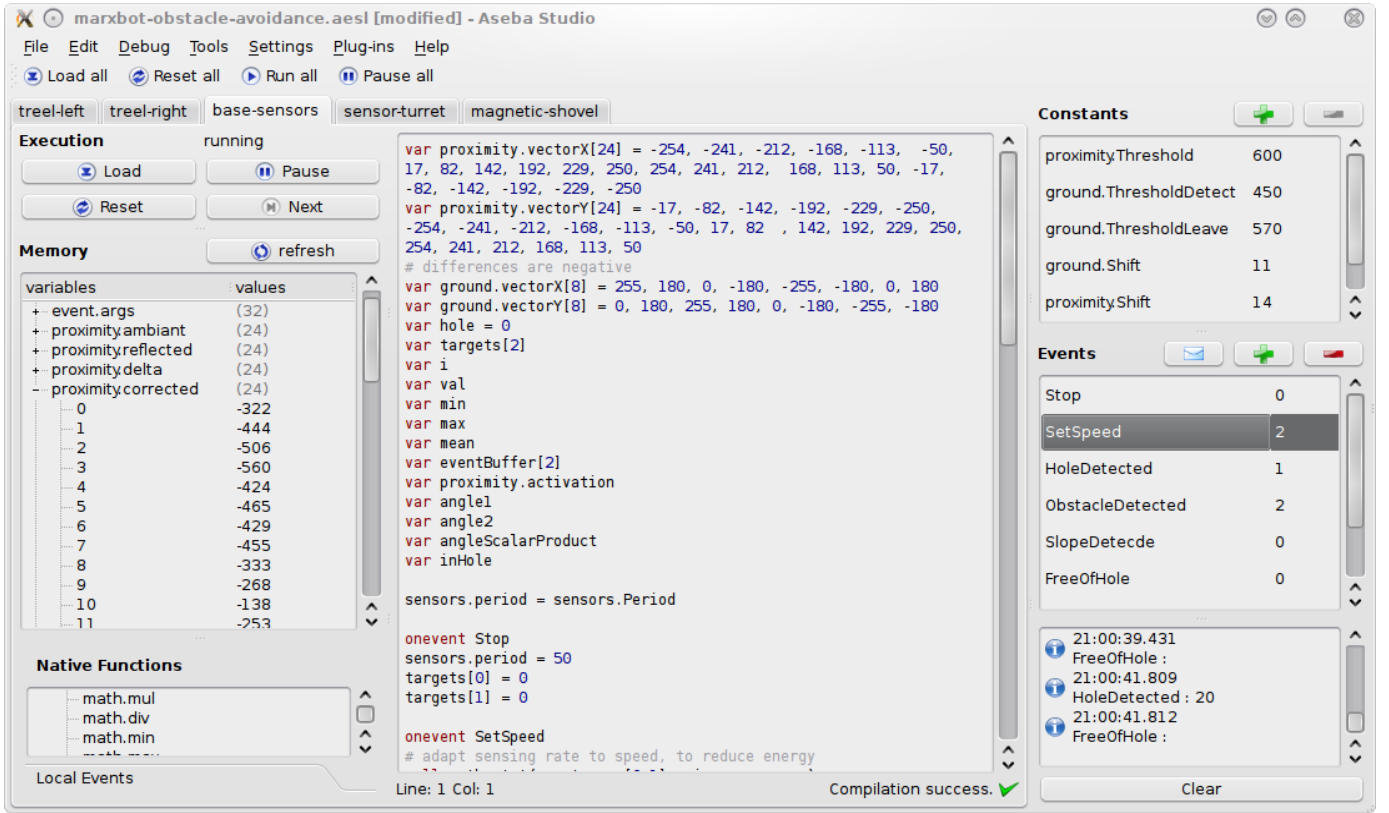 marxbot-obstacle-avoidance.aesl [modified] - Aseba Studio
File Edit Debug Tools Settings Plug-ins Help
Load all Reset all Run all Pause all
treel-left treel-right base-sensors sensor-turret magnetic-shovel
Execution running
Load Pause
Reset Next
Memory refresh
variables values
event.args (32)
proximity.ambiant (24)
proximity.reflected (24)
proximity.delta (24)
proximity.corrected (24)
0 -322
1 -444
2 -506
3 -560
4 -424
5 -465
6 -429
7 -455
8 -333
9 -268
10 -138
11 -253
Native Functions
math.mul
math.div
math.min
Local Events
var proximity.vectorX[24] = -254, -241, -212, -168, -113,  -50,
17, 82, 142, 192, 229, 250, 254, 241, 212,  168, 113, 50, -17,
-82, -142, -192, -229, -250
var proximity.vectorY[24] = -17, -82, -142, -192, -229, -250,
-254, -241, -212, -168, -113, -50, 17, 82  , 142, 192, 229, 250,
254, 241, 212, 168, 113, 50
# differences are negative
var ground.vectorX[8] = 255, 180, 0, -180, -255, -180, 0, 180
var ground.vectorY[8] = 0, 180, 255, 180, 0, -180, -255, -180
var hole = 0
var targets[2]
var i
var val
var min
var max
var mean
var eventBuffer[2]
var proximity.activation
var angle1
var angle2
var angleScalarProduct
var inHole
sensors.period = sensors.Period
onevent Stop
sensors.period = 50
targets[0] = 0
targets[1] = 0
onevent SetSpeed
# adapt sensing rate to speed, to reduce energy
Line: 1 Col: 1 Compilation success.
Constants
proximity.Threshold 600
ground.ThresholdDetect 450
ground.ThresholdLeave 570
ground.Shift 11
proximity.Shift 14
Events
Stop 0
SetSpeed 2
HoleDetected 1
ObstacleDetected 2
SlopeDetecde 0
FreeOfHole 0
21:00:39.431
FreeOfHole :
21:00:41.809
HoleDetected : 20
21:00:41.812
FreeOfHole :
Clear